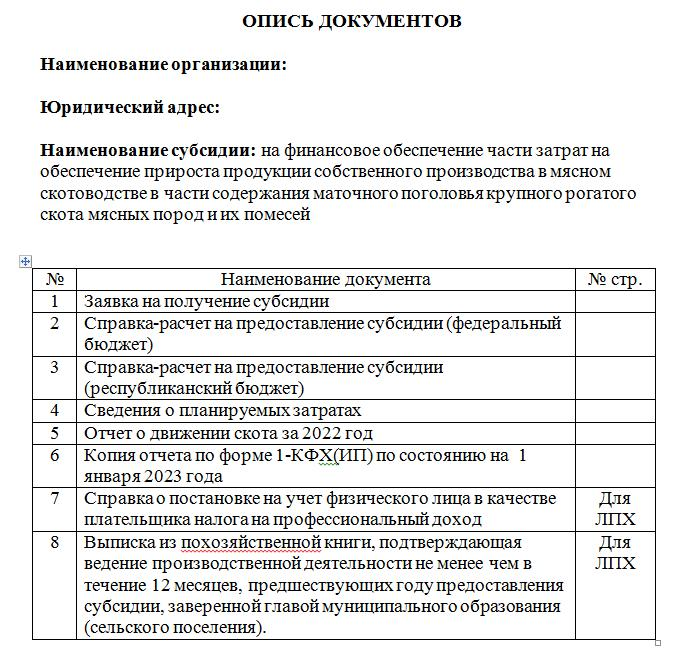 ОПИСЬ ДОКУМЕНТОВ
Наименование организации:
Юридический адрес:
Наименование субсидии: на финансовое обеспечение части затрат на
обеспечение прироста продукции собственного производства в мясном
скотоводстве в части содержания маточного поголовья крупного рогатого
скота мясных пород и их помесей
№ Наименование документа № стр.
1 Заявка на получение субсидии
2 Справка-расчет на предоставление субсидии (федеральный
бюджет)
3 Справка-расчет на предоставление субсидии
(республиканский бюджет)
4 Сведения о планируемых затратах
5 Отчет о движении скота за 2022 год
6 Копия отчета по форме 1-КФХ(ИП) по состоянию на 1
января 2023 года
7 Справка о постановке на учет физического лица в качестве Для
плательщика налога на профессиональный доход ЛПХ
8 Выписка из похозяйственной книги, подтверждающая Для
ведение производственной деятельности не менее чем в ЛПХ
течение 12 месяцев, предшествующих году предоставления
субсидии, заверенной главой муниципального образования
(сельского поселения).